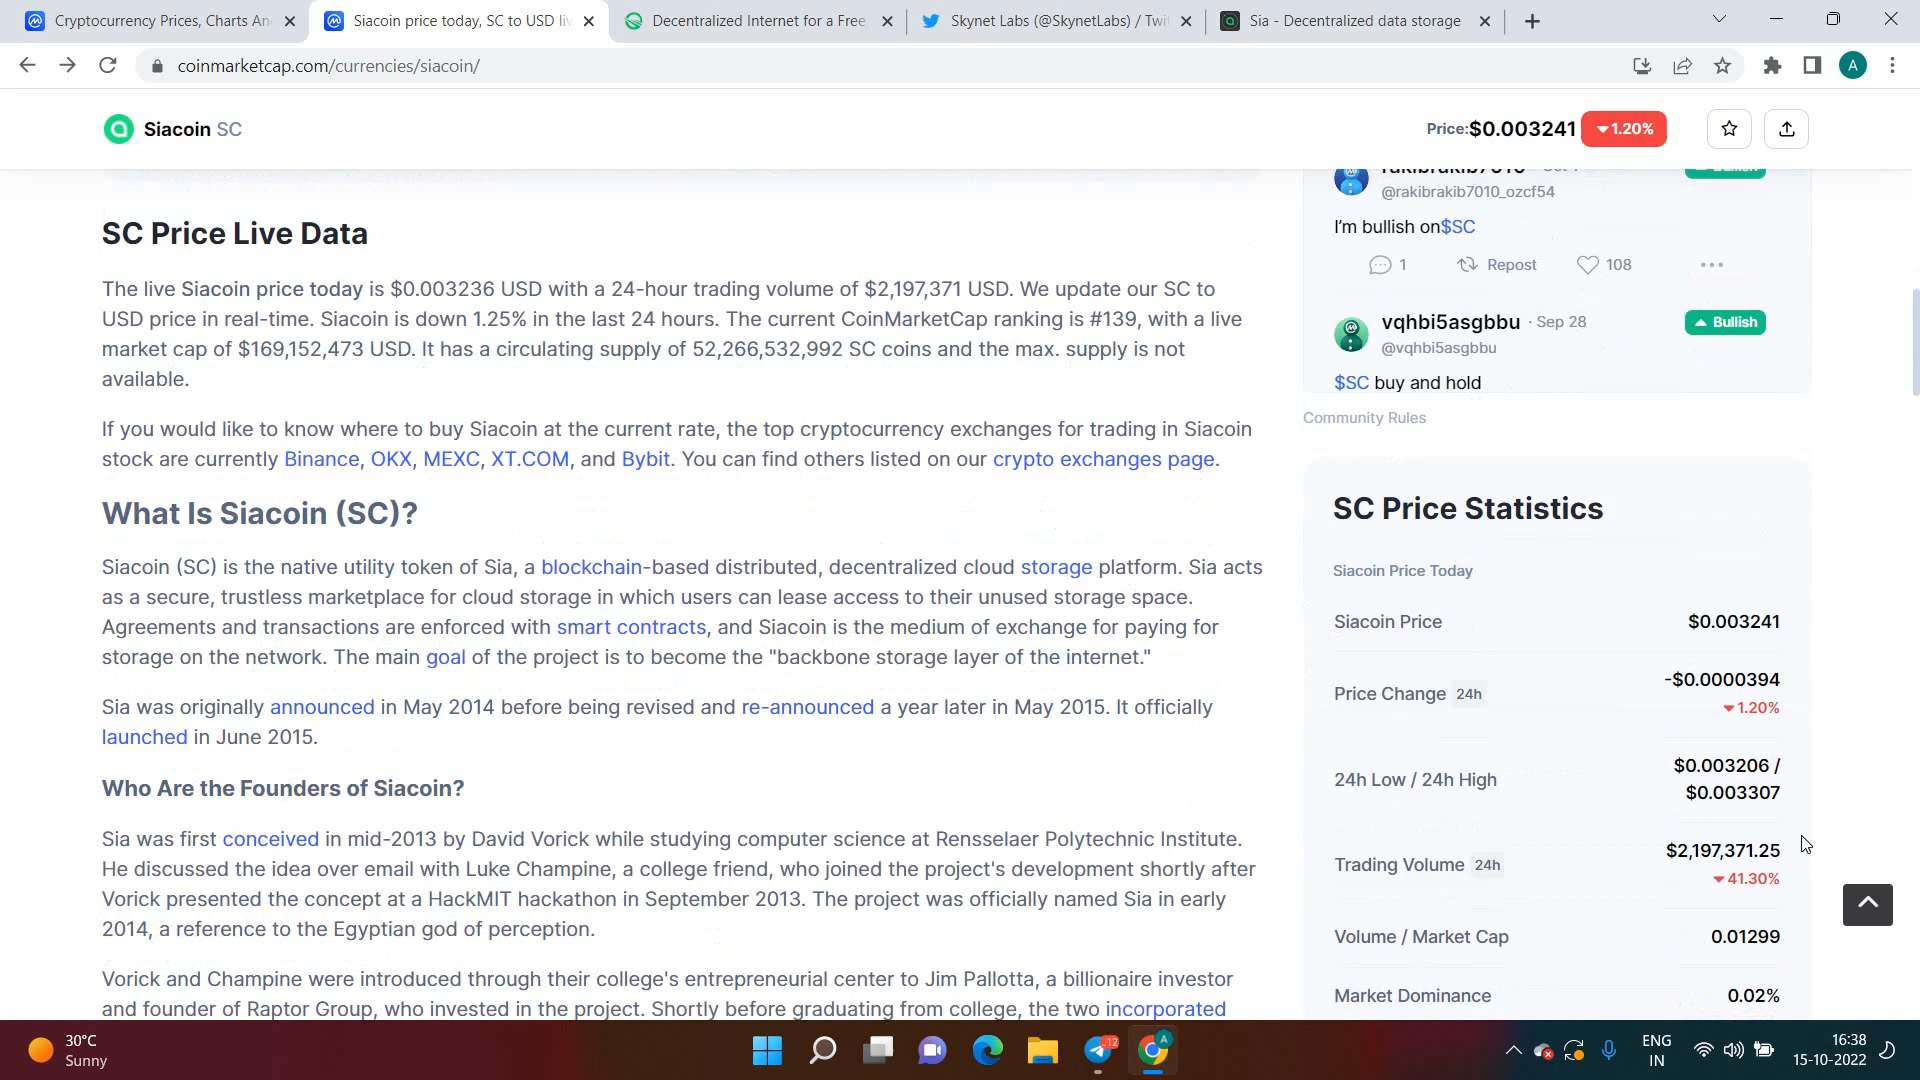 Cryptocurrency Prices, Charts An
Siacoin price today, SC to USD li
Decentralized Internet for a Free
Skynet Labs (@SkynetLabs) / Twi
Sia - Decentralized data storage
coinmarketcap.com/currencies/siacoin/
A
Siacoin SC
Price:$0.003241
1.20%
SC Price Live Data
The live Siacoin price today is $0.003236 USD with a 24-hour trading volume of $2,197,371 USD. We update our SC to
USD price in real-time. Siacoin is down 1.25% in the last 24 hours. The current CoinMarketCap ranking is #139, with a live
market cap of $169,152,473 USD. It has a circulating supply of 52,266,532,992 SC coins and the max. supply is not
available.
If you would like to know where to buy Siacoin at the current rate, the top cryptocurrency exchanges for trading in Siacoin
stock are currently Binance, OKX, MEXC, XT.COM, and Bybit. You can find others listed on our crypto exchanges page.
What Is Siacoin (SC)?
Siacoin (SC) is the native utility token of Sia, a blockchain-based distributed, decentralized cloud storage platform. Sia acts
as a secure, trustless marketplace for cloud storage in which users can lease access to their unused storage space.
Agreements and transactions are enforced with smart contracts, and Siacoin is the medium of exchange for paying for
storage on the network. The main goal of the project is to become the "backbone storage layer of the internet."
Sia was originally announced in May 2014 before being revised and re-announced a year later in May 2015. It officially
launched in June 2015.
Who Are the Founders of Siacoin?
Sia was first conceived in mid-2013 by David Vorick while studying computer science at Rensselaer Polytechnic Institute.
He discussed the idea over email with Luke Champine, a college friend, who joined the project's development shortly after
Vorick presented the concept at a HackMIT hackathon in September 2013. The project was officially named Sia in early
2014, a reference to the Egyptian god of perception.
Vorick and Champine were introduced through their college's entrepreneurial center to Jim Pallotta, a billionaire investor
and founder of Raptor Group, who invested in the project. Shortly before graduating from college, the two incorporated
@rakibrakib7010_ozcf54
I'm bullish on$SC
1 Repost 108
vqhbi5asgbbu · Sep 28
Bullish
@vqhbi5asgbbu
$SC buy and hold
Community Rules
SC Price Statistics
Siacoin Price Today
Siacoin Price $0.003241
Price Change 24h -$0.0000394
1.20%
24h Low / 24h High $0.003206 /
$0.003307
Trading Volume 24h $2,197,371.25
41.30%
Volume / Market Cap 0.01299
Market Dominance 0.02%
30°C
Sunny
12
A
ENG
IN
16:38
15-10-2022